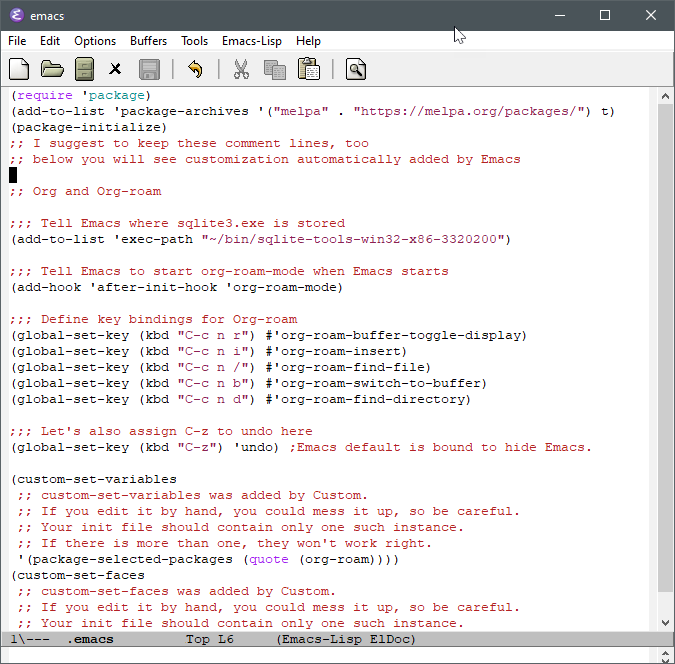 emacs
File Edit Options Buffers Tools Emacs-Lisp Help
(require 'package)
(add-to-list 'package-archives '("melpa" . "https://melpa.org/packages/") t)
(package-initialize)
;; I suggest to keep these comment lines, too
;; below you will see customization automatically added by Emacs
;; Org and Org-roam
;;; Tell Emacs where sqlite3.exe is stored
(add-to-list 'exec-path "~/bin/sqlite-tools-win32-x86-3320200")
;;; Tell Emacs to start org-roam-mode when Emacs starts
(add-hook 'after-init-hook 'org-roam-mode)
;;; Define key bindings for Org-roam
(global-set-key (kbd "C-c n r") #'org-roam-buffer-toggle-display)
(global-set-key (kbd "C-c n i") #'org-roam-insert)
(global-set-key (kbd "C-c n /") #'org-roam-find-file)
(global-set-key (kbd "C-c n b") #'org-roam-switch-to-buffer)
(global-set-key (kbd "C-c n d") #'org-roam-find-directory)
;;; Let's also assign C-z to undo here
(global-set-key (kbd "C-z") 'undo) ;Emacs default is bound to hide Emacs.
(custom-set-variables
 ;; custom-set-variables was added by Custom.
 ;; If you edit it by hand, you could mess it up, so be careful.
 ;; Your init file should contain only one such instance.
 ;; If there is more than one, they won't work right.
 '(package-selected-packages (quote (org-roam))))
(custom-set-faces
 ;; custom-set-faces was added by Custom.
 ;; If you edit it by hand, you could mess it up, so be careful.
 ;; Your init file should contain only one such instance.
1\--- .emacs Top L6 (Emacs-Lisp ElDoc)